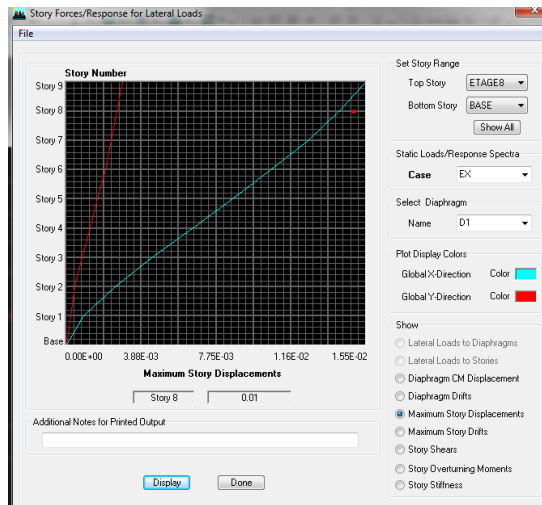 Story Forces/Response for Lateral Loads
File
Story Number
Story 9
Story 8
Story 7
Story 6
Story 5
Story 4
Story 3
Story 2
Story 1
Base
0.00E+00 3.88E-03 7.75E-03 1.16E-02 1.55E-02
Maximum Story Displacements
Story 8 0.01
Additional Notes for Printed Output
Display Done
Set Story Range
Top Story ETAGE8
Bottom Story BASE
Show All
Static Loads/Response Spectra
Case EX
Select Diaphragm
Name D1
Plot Display Colors
Global X-Direction Color
Global Y-Direction Color
Show
Lateral Loads to Diaphragms
Lateral Loads to Stories
Diaphragm CM Displacement
Diaphragm Drifts
Maximum Story Displacements
Maximum Story Drifts
Story Shears
Story Overturning Moments
Story Stiffness